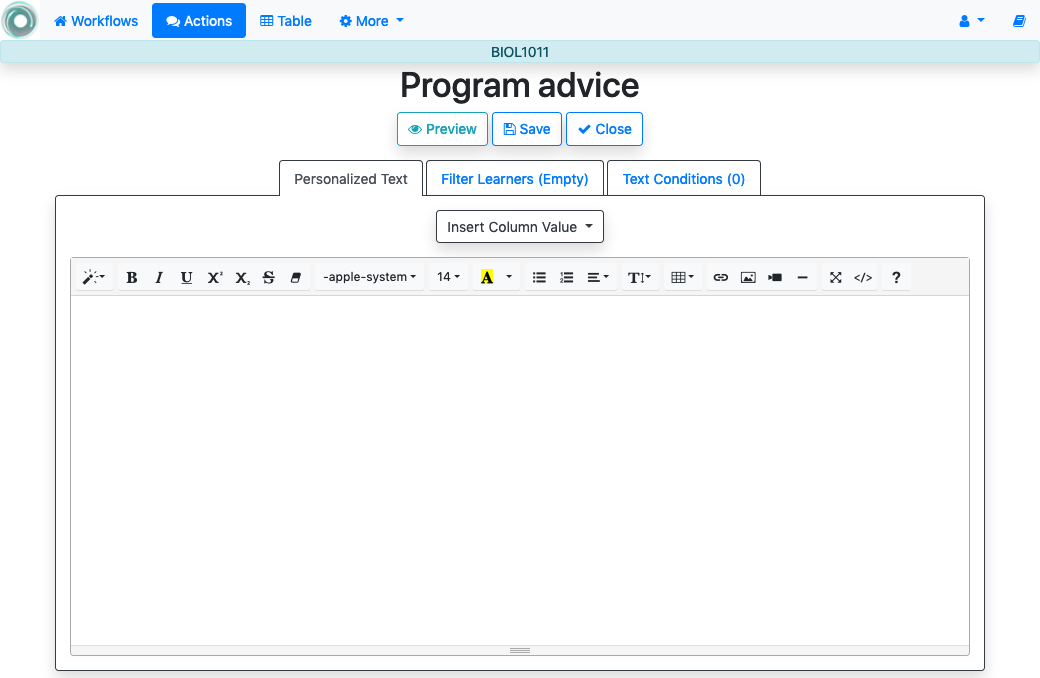 Workflows Actions Table More
BIOL1011
Program advice
Preview Save Close
Personalized Text Filter Learners (Empty) Text Conditions (0)
Insert Column Value
B I U X² X₂ S -apple-system 14 A T </> ?